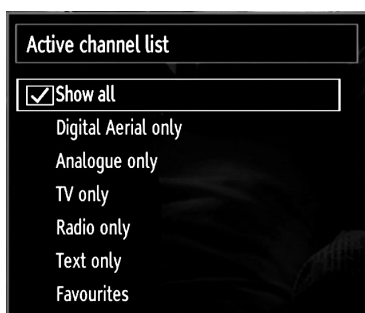 Active channel list
Show all
Digital Aerial only
Analogue only
TV only
Radio only
Text only
Favourites